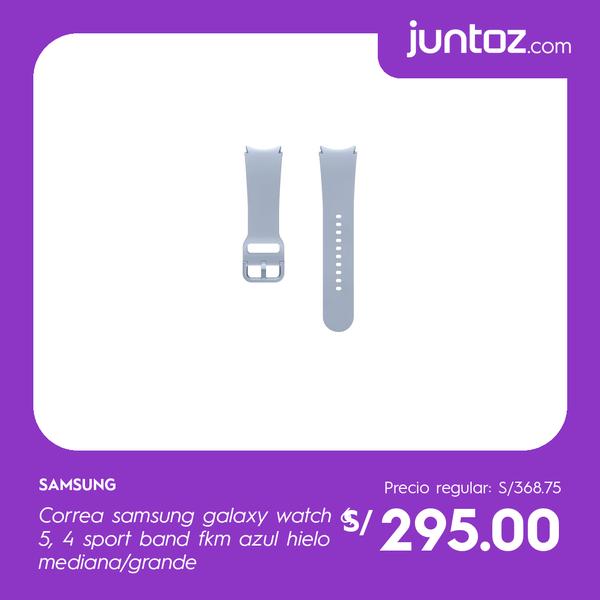 juntoz.com
SAMSUNG
Precio regular: S/368.75
Correa samsung galaxy watch
5, 4 sport band fkm azul hielo
mediana/grande
S/ 295.00